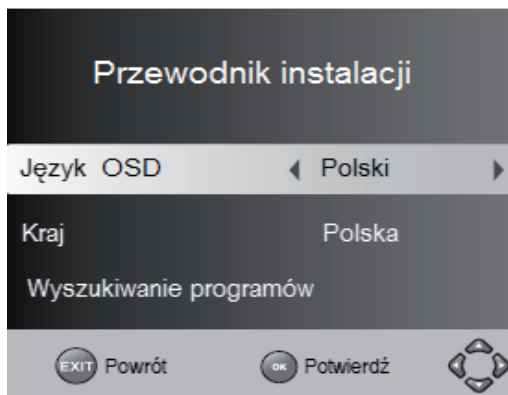 Przewodnik instalacji
Język OSD Polski
Kraj Polska
Wyszukiwanie programów
EXIT Powrót OK Potwierdź